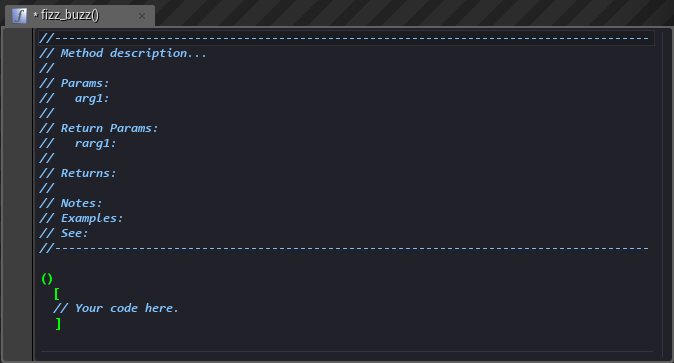 * fizz_buzz() ×
//-------------------------------------------------------------------------------------
// Method description...
//
// Params:
//   arg1:
//
// Return Params:
//   rarg1:
//
// Returns:
//
// Notes:
// Examples:
// See:
//-------------------------------------------------------------------------------------
()
  [
  // Your code here.
  ]